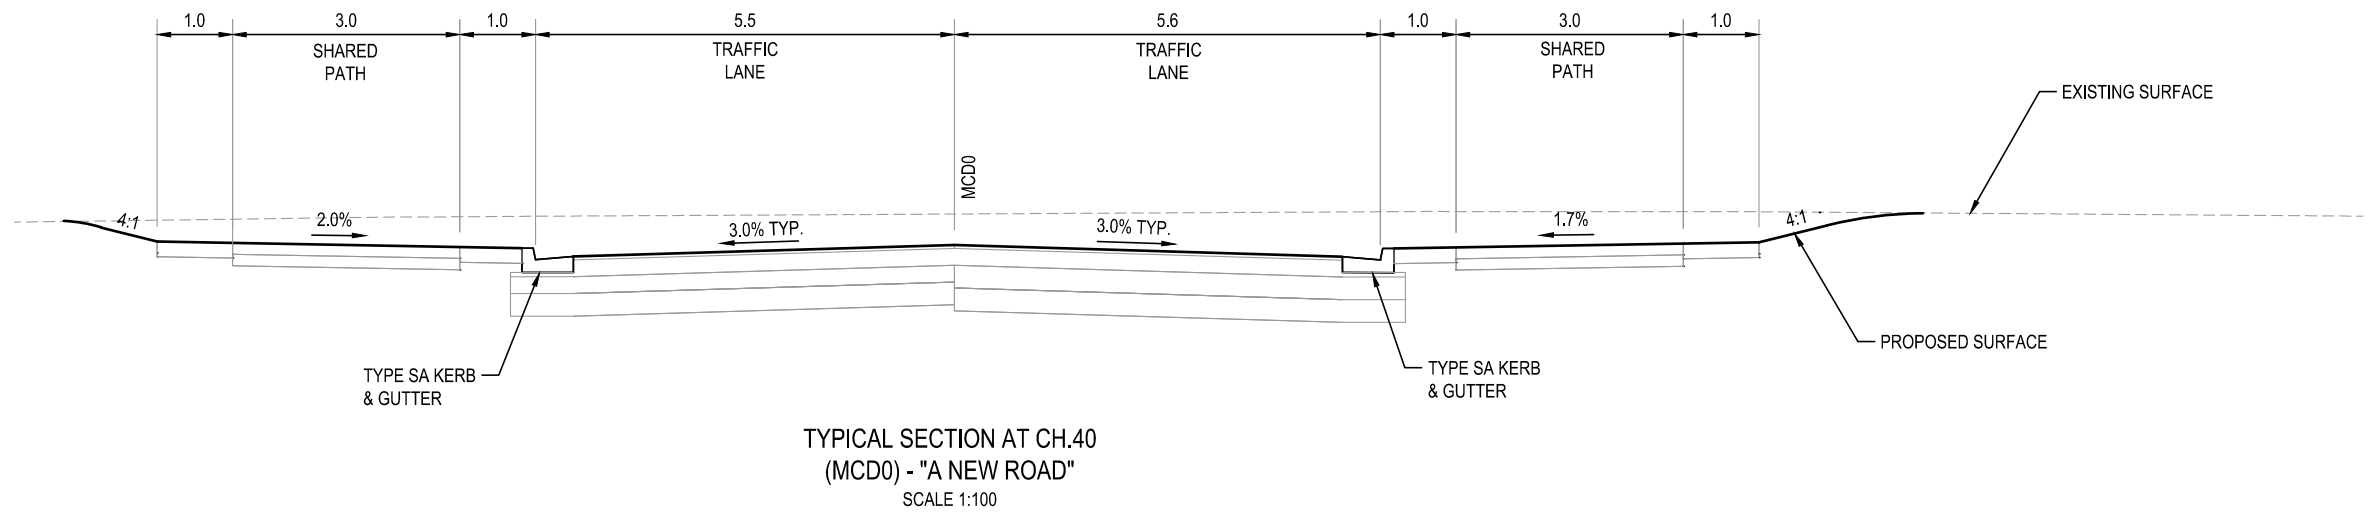 1.0 3.0 1.0 5.5 5.6 1.0 3.0 1.0
SHARED
PATH
TRAFFIC
LANE
TRAFFIC
LANE
SHARED
PATH
EXISTING SURFACE
MCD0
4:1
2.0%
3.0% TYP.
3.0% TYP.
1.7%
4:1
PROPOSED SURFACE
TYPE SA KERB
& GUTTER
TYPE SA KERB
& GUTTER
TYPICAL SECTION AT CH.40
(MCD0) - "A NEW ROAD"
SCALE 1:100